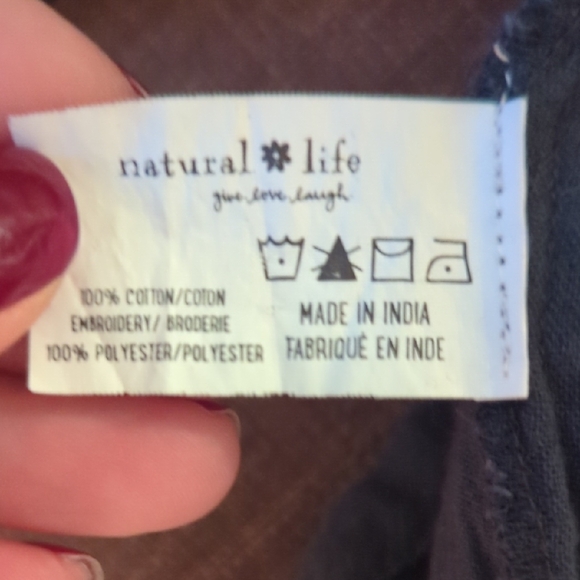 natural life
give.love.laugh
100% COTTON/COTON
EMBROIDERY/ BRODERIE
100% POLYESTER/POLYESTER
MADE IN INDIA
FABRIQUÉ EN INDE